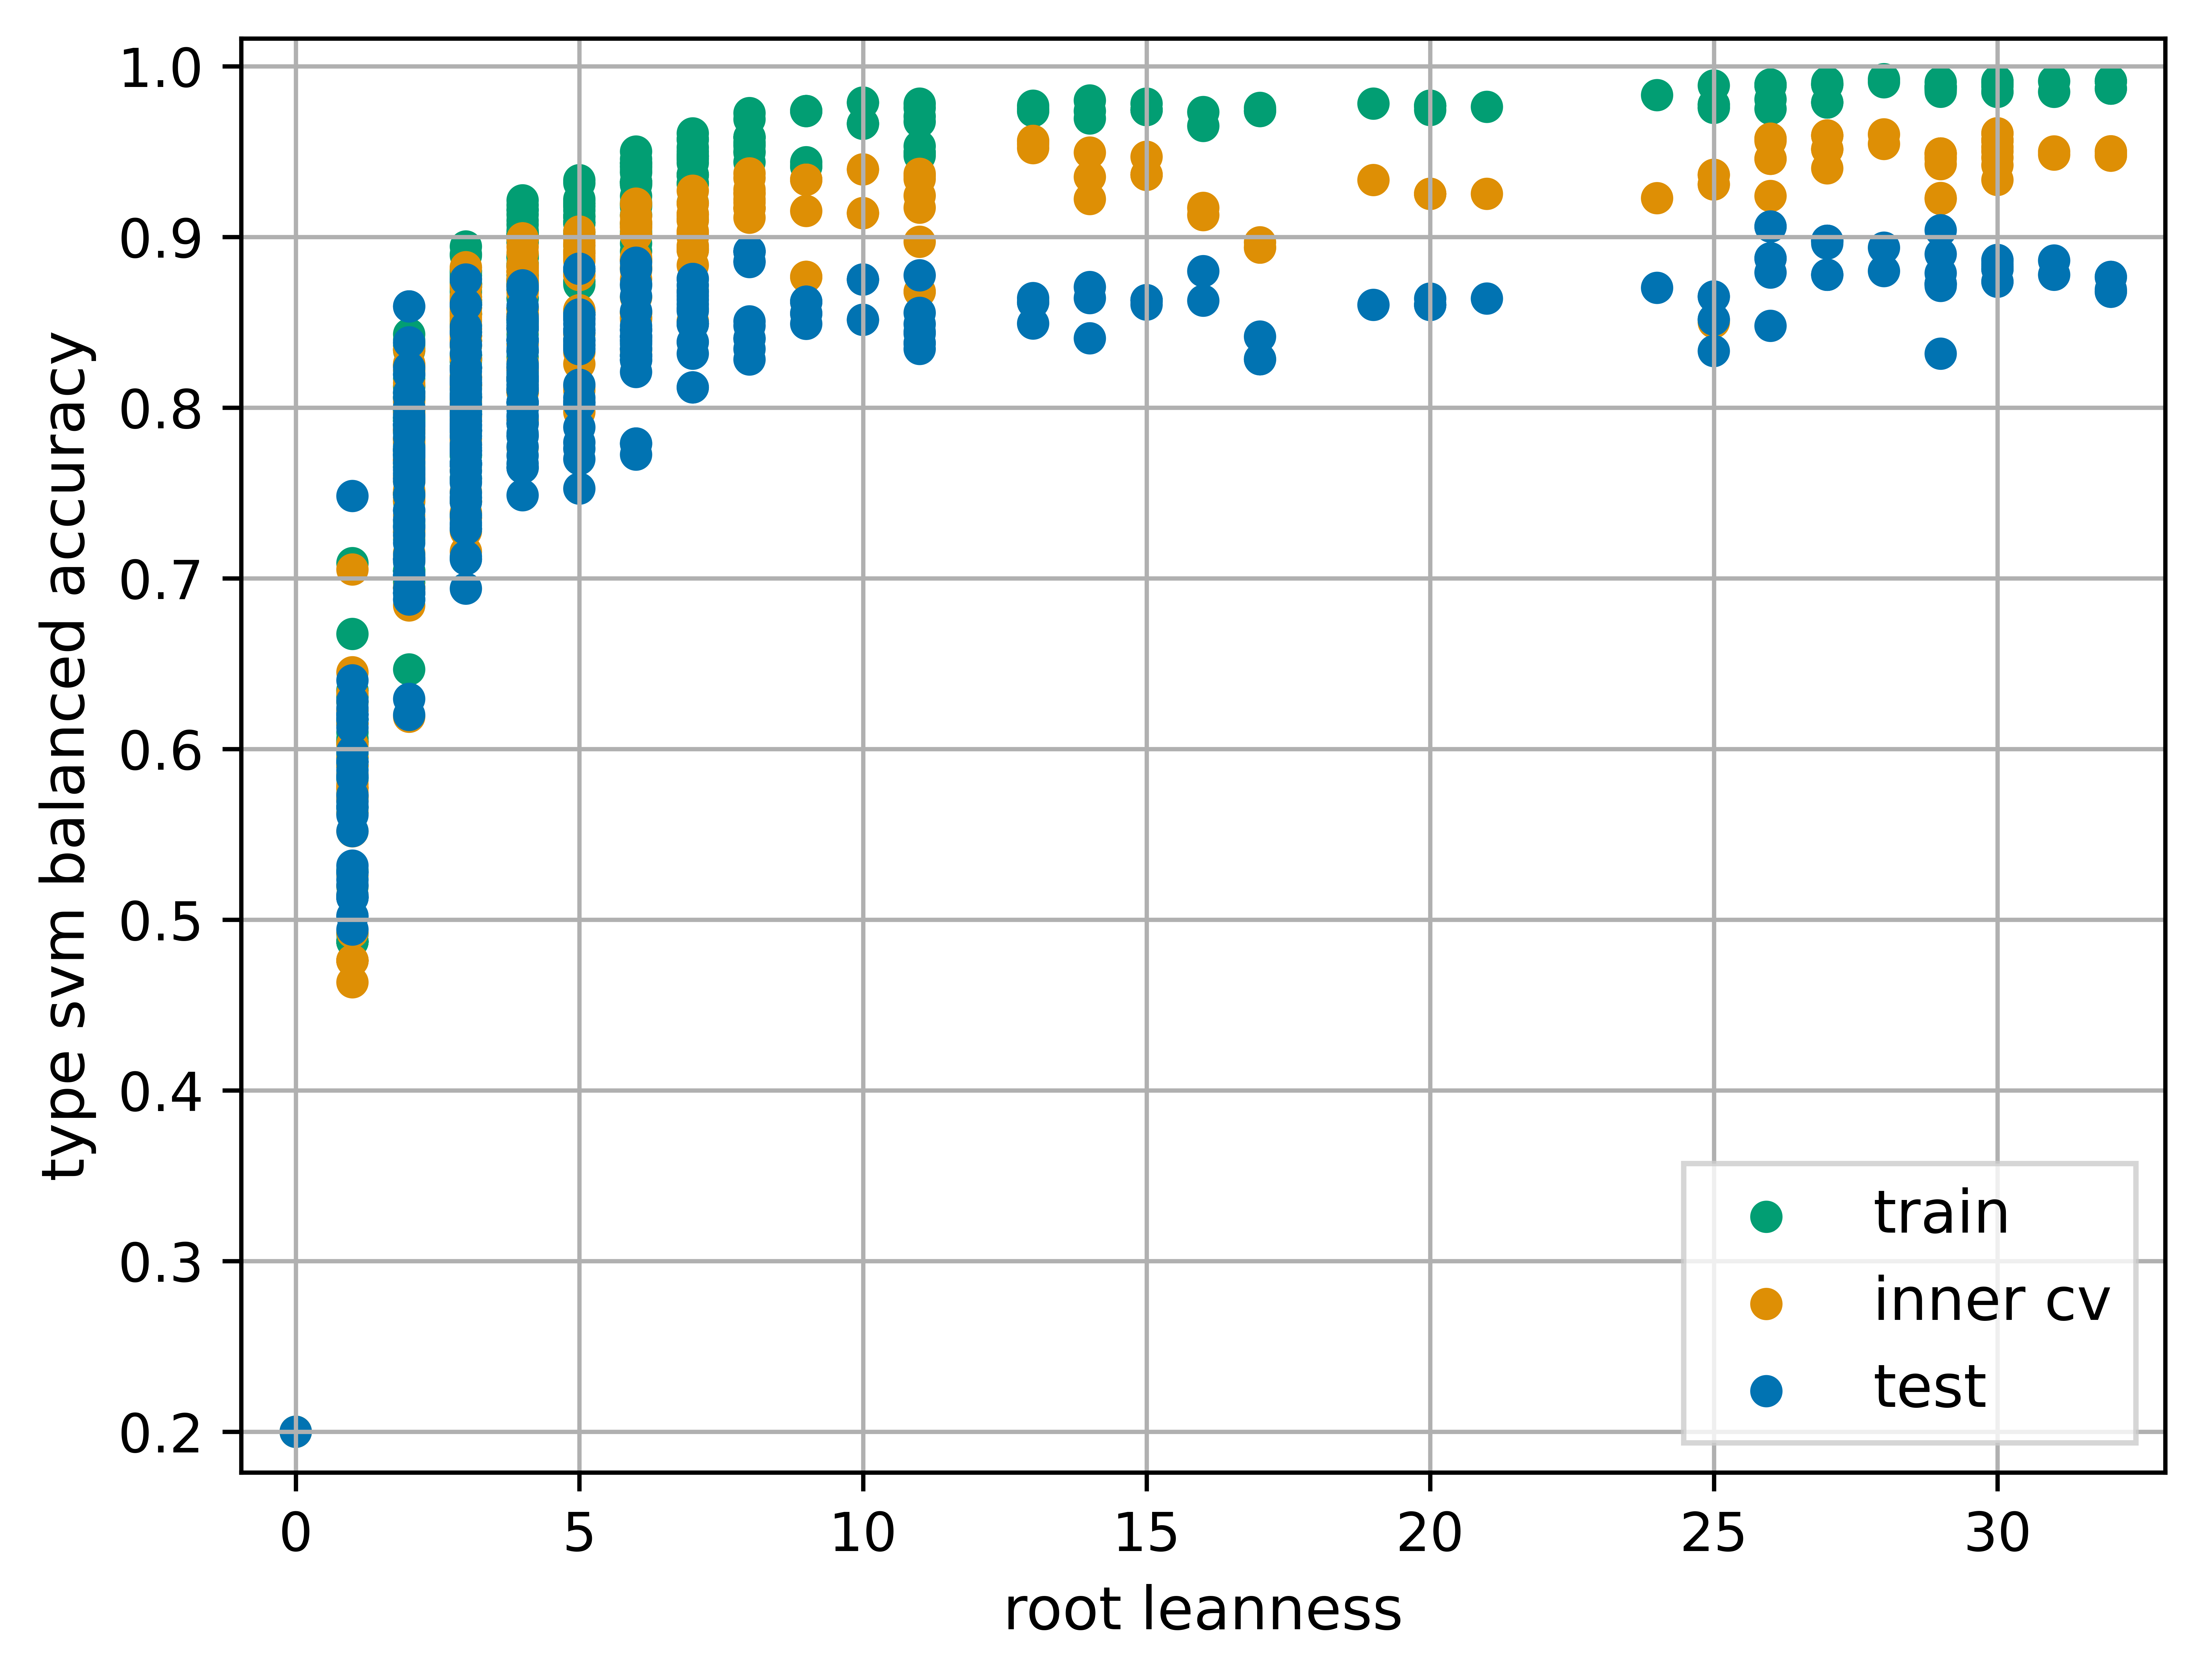 1.0
0.9
0.8
0.7
0.6
0.5
0.4
0.3
0.2
type svm balanced accuracy
train
inner cv
test
0 5 10 15 20 25 30
root leanness